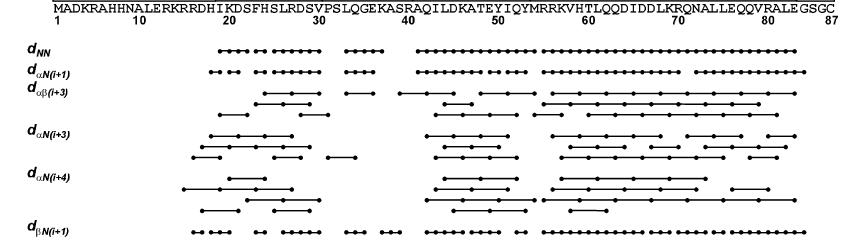 MADKRAHHNALERKRRDHIKDSFHSLRDSVPSLQGEKASRAQILDKATEYIQYMRRKVHTLQQDIDDLKRQNALLEQQVRALEGSGC
1 10 20 30 40 50 60 70 80 87
dNN
dαN(i+1)
dαβ(i+3)
dαN(i+3)
dαN(i+4)
dβN(i+1)